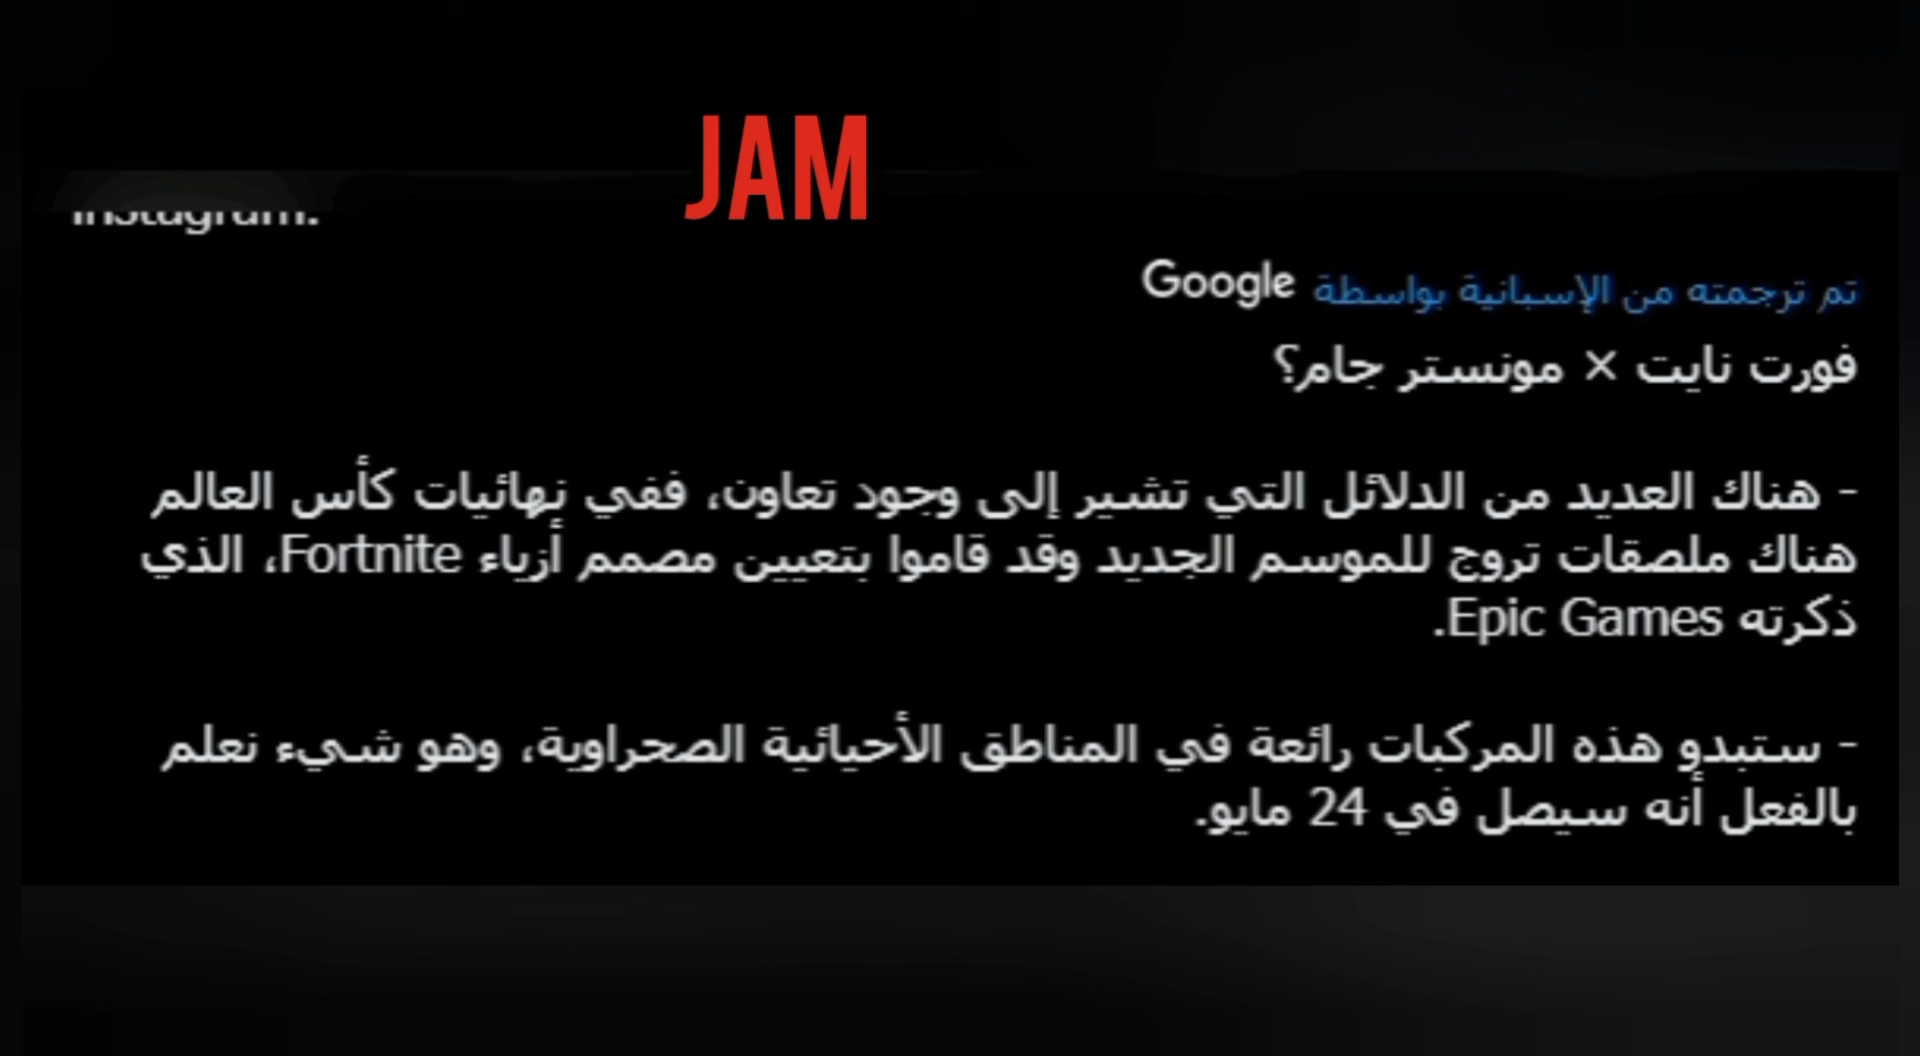 JAM
instagram.
تم ترجمته من الإسبانية بواسطة Google
فورت نايت × مونستر جام؟
- هناك العديد من الدلائل التي تشير إلى وجود تعاون، ففي نهائيات كأس العالم
هناك ملصقات تروج للموسم الجديد وقد قاموا بتعيين مصمم أزياء Fortnite، الذي
ذكرته Epic Games.
- ستبدو هذه المركبات رائعة في المناطق الأحيائية الصحراوية، وهو شيء نعلم
بالفعل أنه سيصل في 24 مايو.